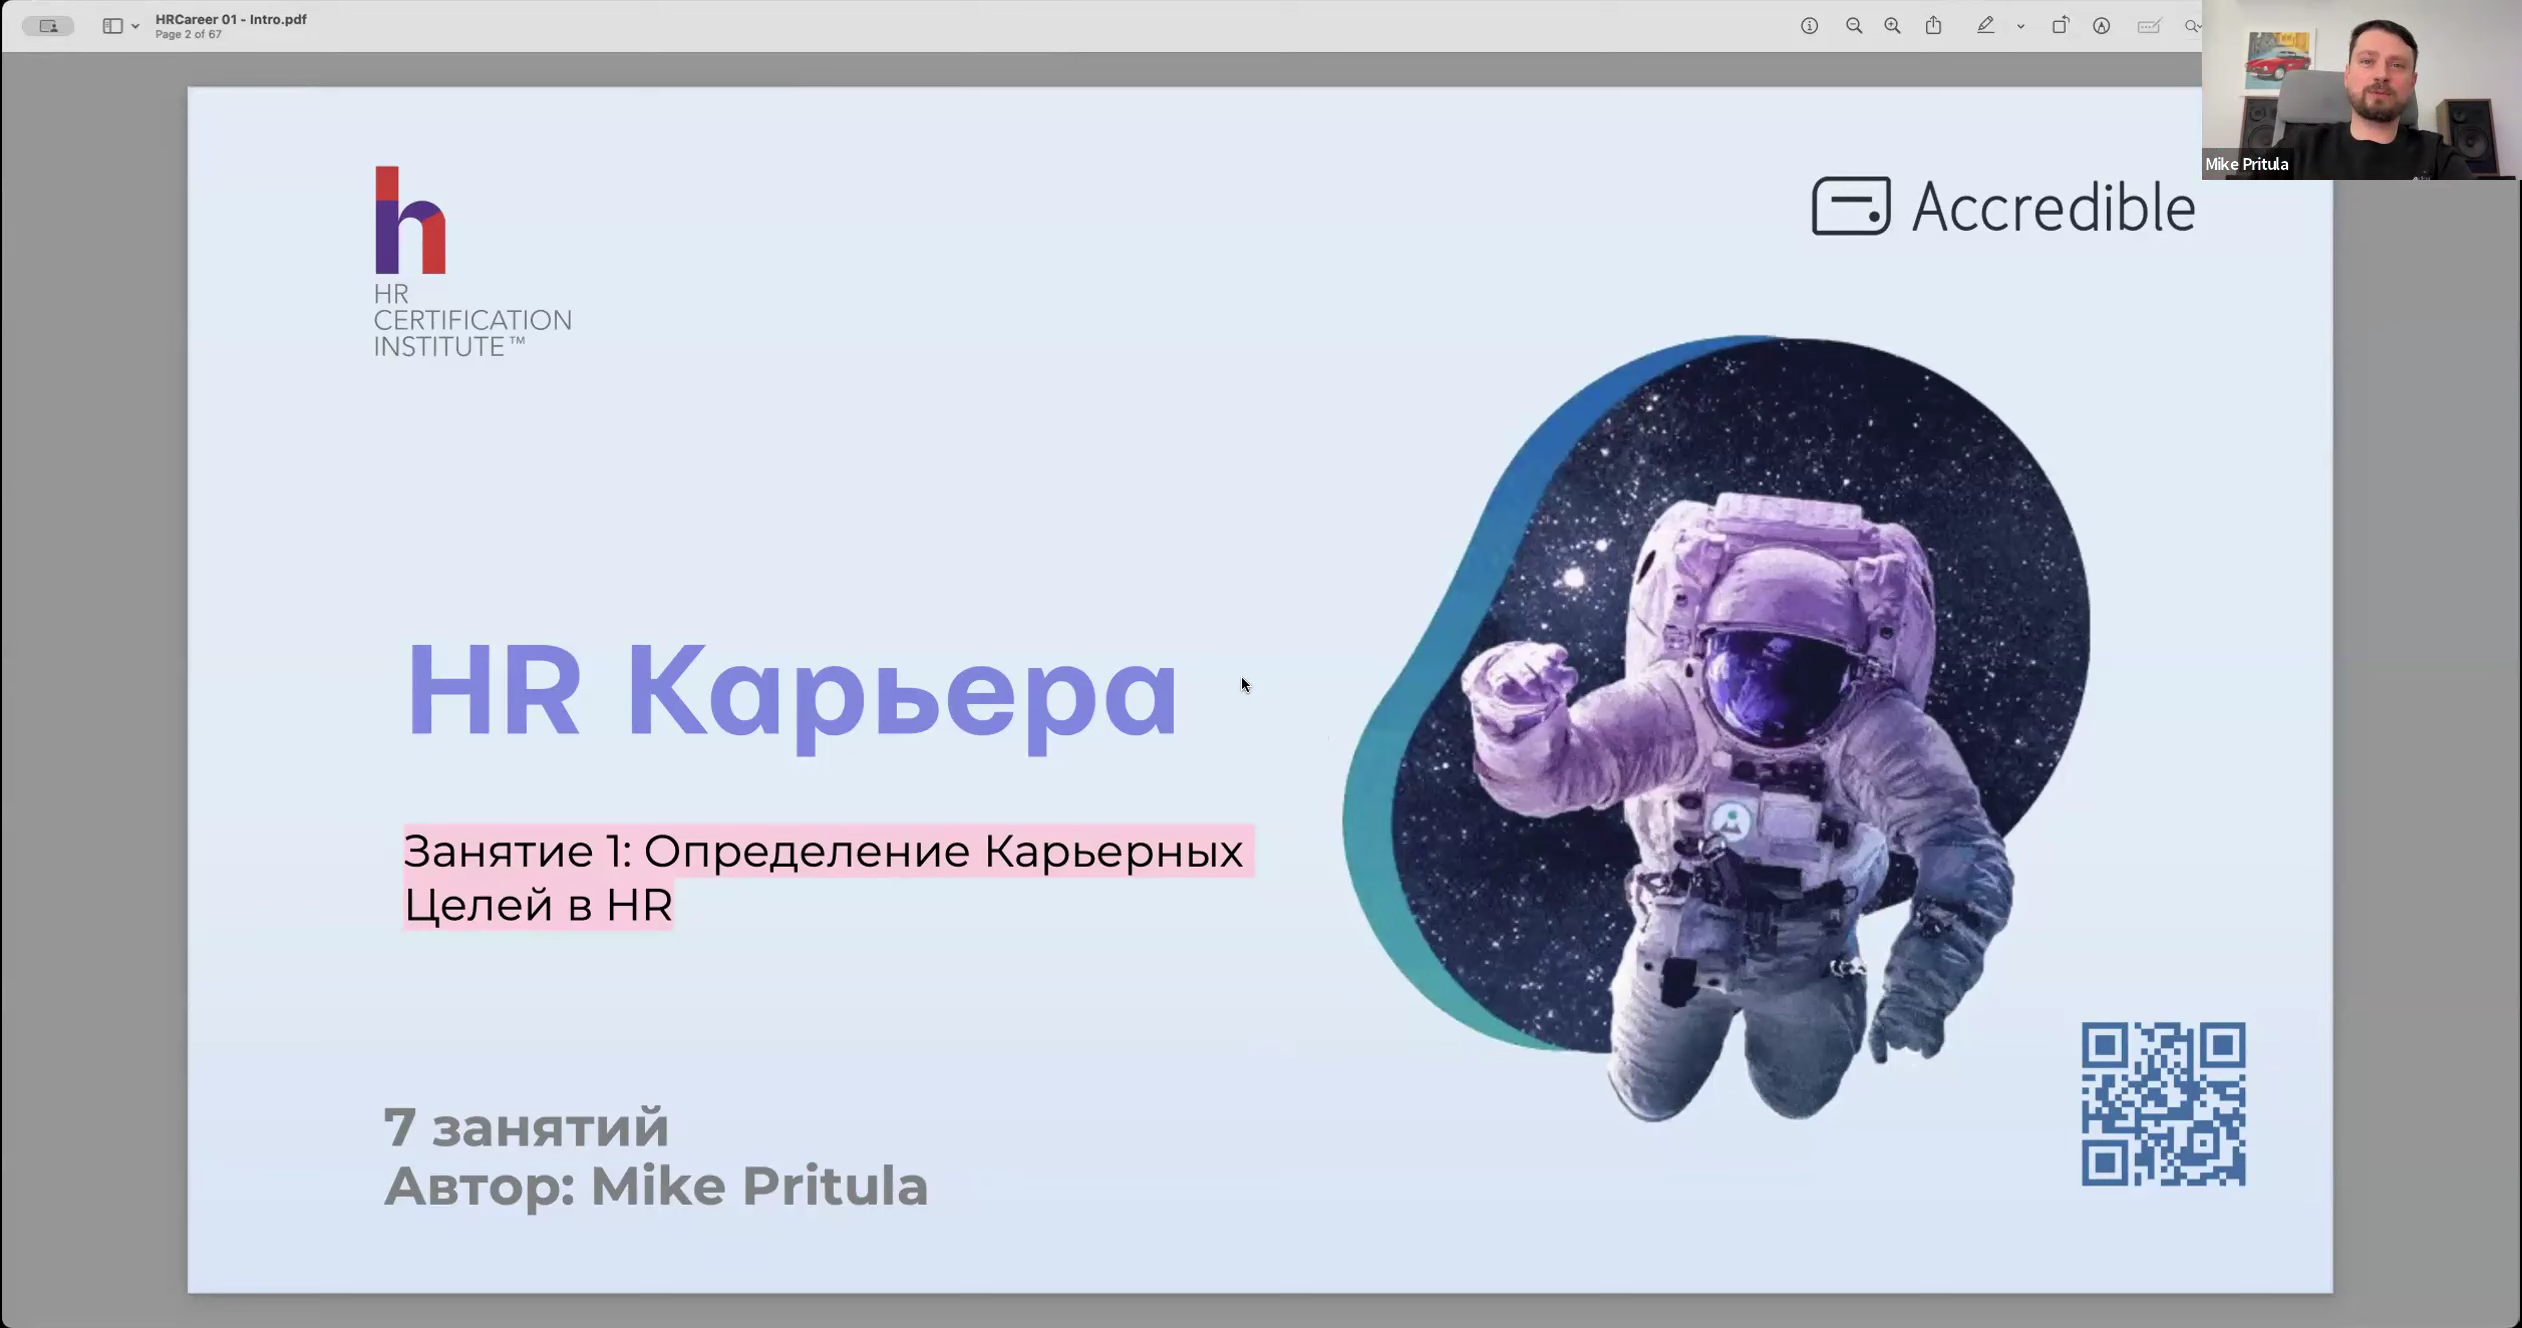 HRCareer 01 - Intro.pdf
Page 2 of 67
Mike Pritula
HR
CERTIFICATION
INSTITUTE™
Accredible
HR Карьера
Занятие 1: Определение Карьерных
Целей в HR
7 занятий
Автор: Mike Pritula